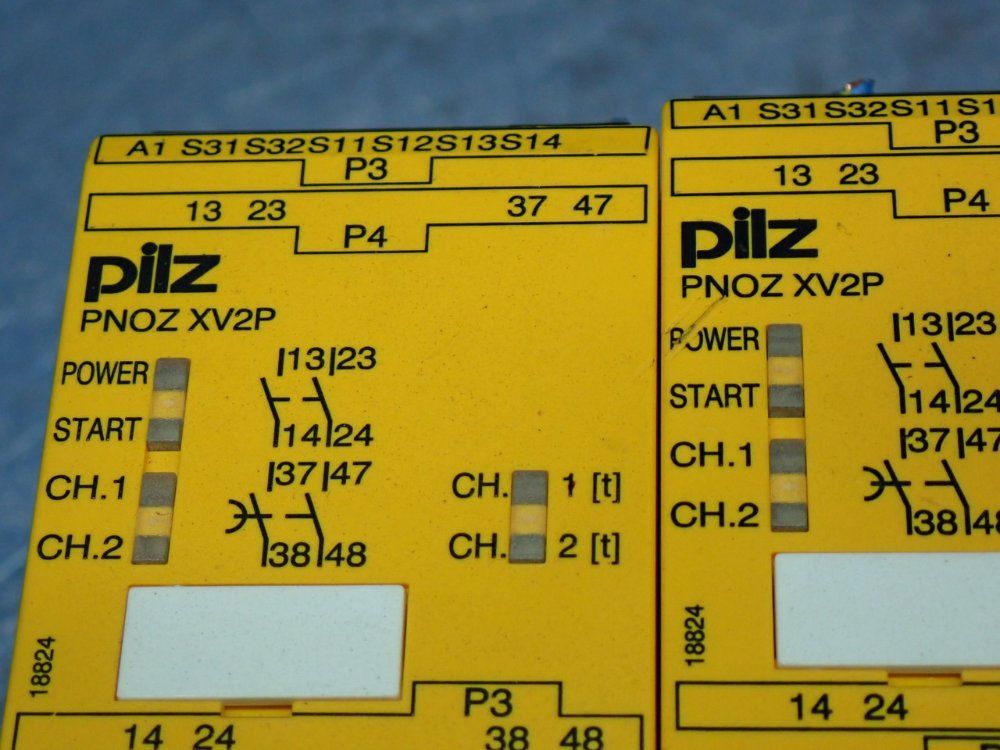 A1 S31 S32 S11 S12 S13 S14
P3
13 23 37 47
P4
pilz
PNOZ XV2P
POWER
START
CH.1
CH.2
13 23
14 24
37 47
38 48
CH. 1 [t]
CH. 2 [t]
18824
P3
14 24 38 48
A1 S31 S32 S11 S1
P3
13 23
P4
pilz
PNOZ XV2P
POWER
START
CH.1
CH.2
13 23
14 24
37 47
38 48
18824
14 24